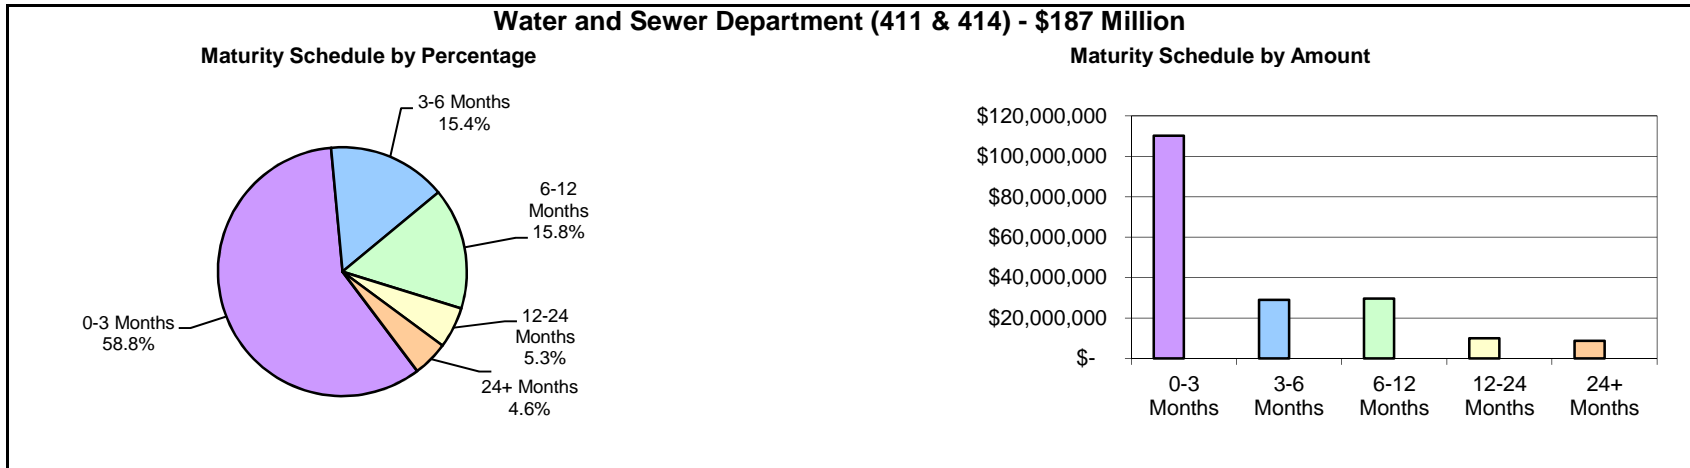 Water and Sewer Department (411 & 414) - $187 Million
Maturity Schedule by Percentage
3-6 Months
15.4%
6-12
Months
15.8%
12-24
Months
5.3%
24+ Months
4.6%
0-3 Months
58.8%
Maturity Schedule by Amount
$120,000,000
$100,000,000
$80,000,000
$60,000,000
$40,000,000
$20,000,000
$-
0-3
Months
3-6
Months
6-12
Months
12-24
Months
24+
Months